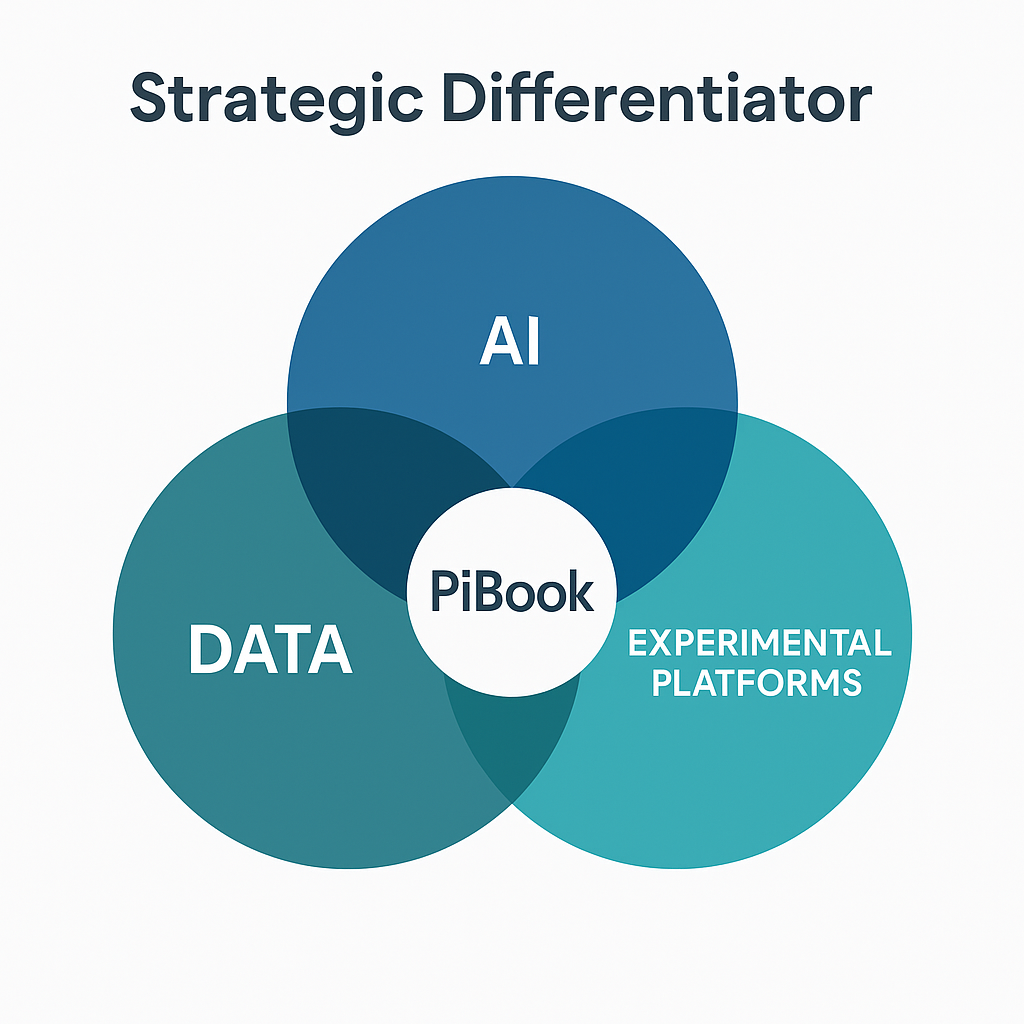 Strategic Differentiator
AI
PiBook
DATA
EXPERIMENTAL
PLATFORMS